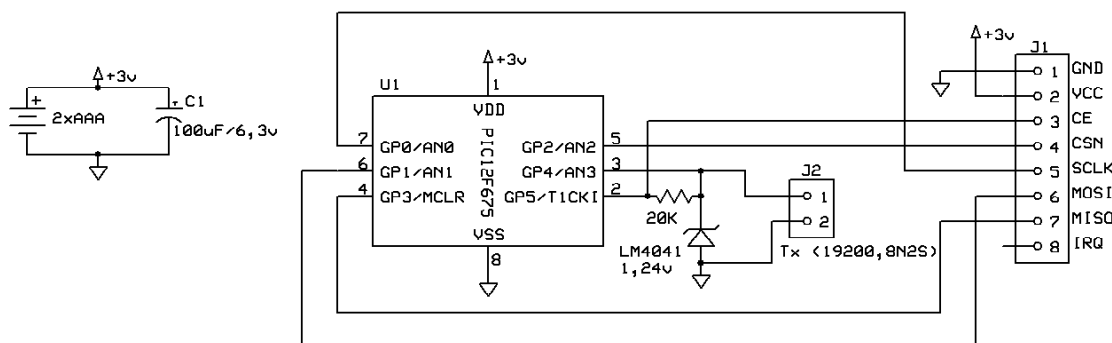 +3v
+
2xAAA
+
C1
100uF/6,3v
U1
+3v
1
VDD
PIC12F675
VSS
8
7
GP0/AN0
6
GP1/AN1
4
GP3/MCLR
GP2/AN2
5
GP4/AN3
3
GP5/T1CKI
2
20K
LM4041
1,24v
J2
1
2
Tx (19200,8N2S)
+3v
J1
1 GND
2 VCC
3 CE
4 CSN
5 SCLK
6 MOSI
7 MISO
8 IRQ